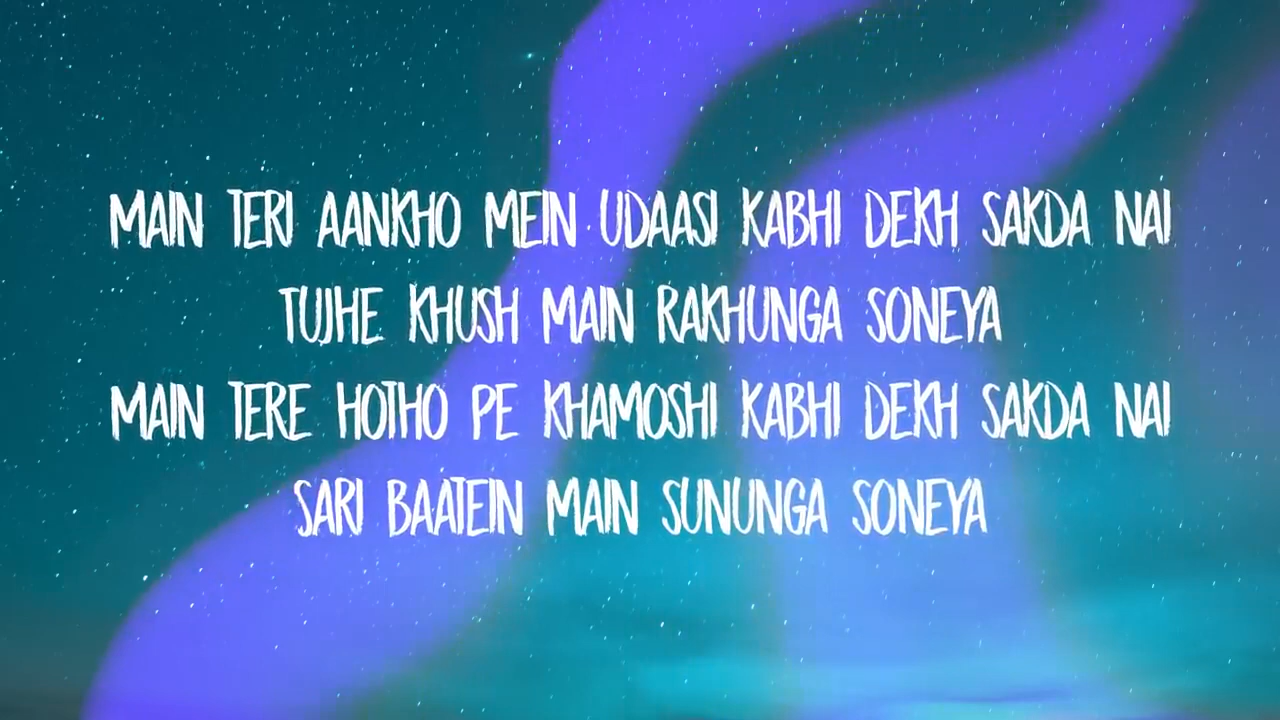 MAIN TERI AANKHO MEIN UDAASI KABHI DEKH SAKDA NAI
TUJHE KHUSH MAIN RAKHUNGA SONEYA
MAIN TERE HOTHO PE KHAMOSHI KABHI DEKH SAKDA NAI
SARI BAATEIN MAIN SUNUNGA SONEYA